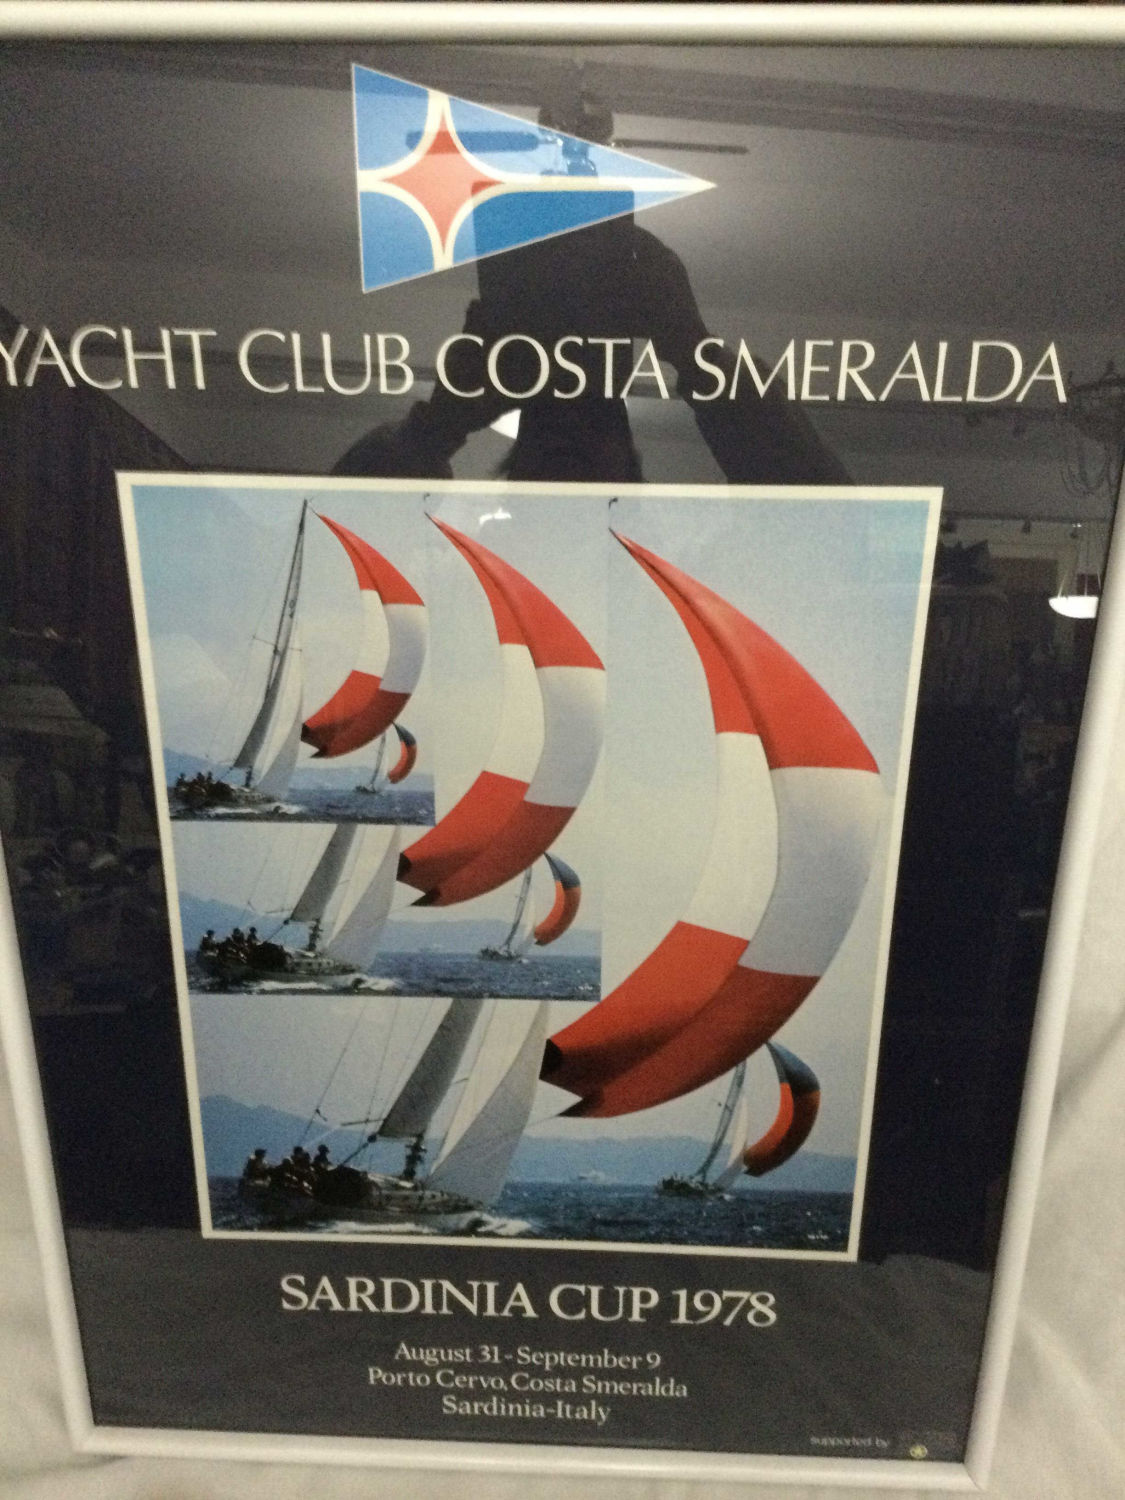 YACHT CLUB COSTA SMERALDA
SARDINIA CUP 1978
August 31-September 9
Porto Cervo, Costa Smeralda
Sardinia-Italy
supported by